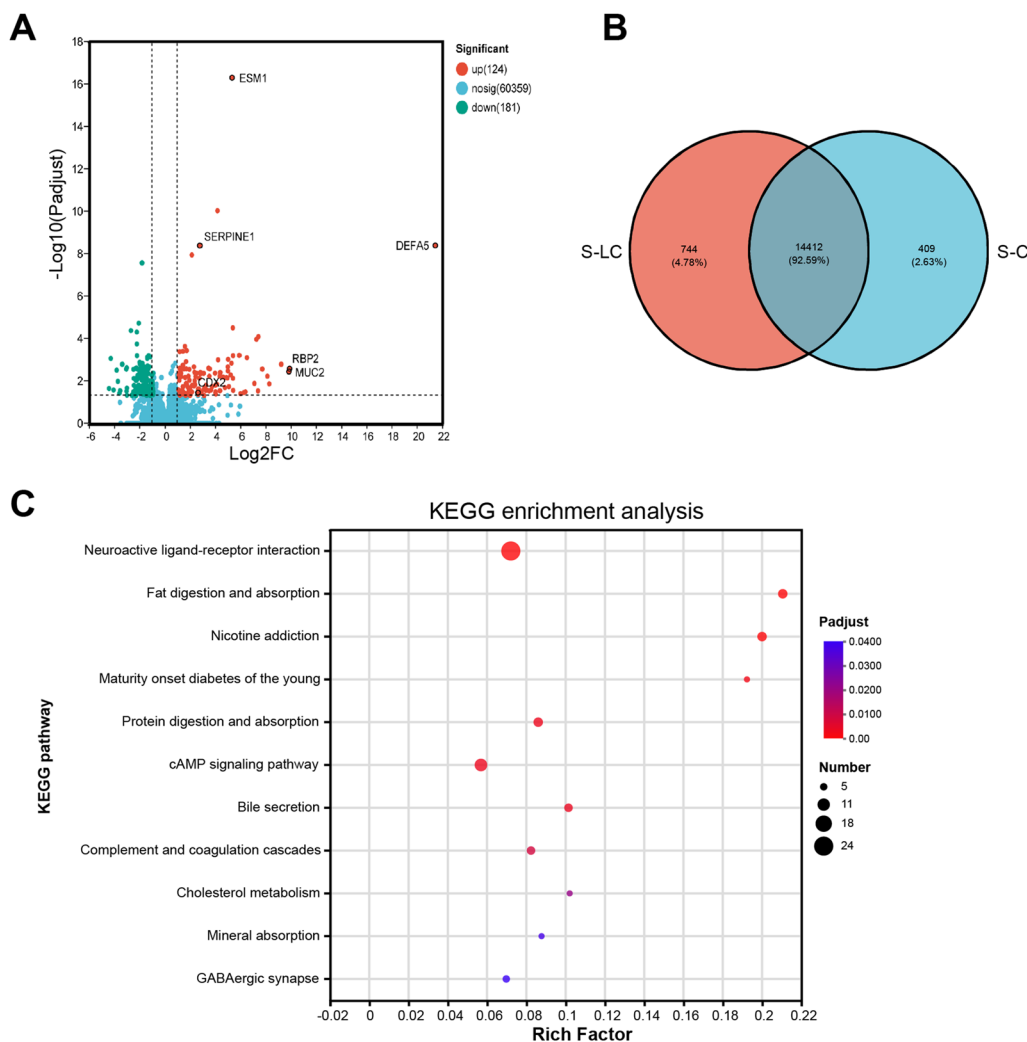 A
Significant
up(124)
nosig(60359)
down(181)
-Log10(Padjust)
18
16
14
12
10
8
6
4
2
0
ESM1
SERPINE1
DEFA5
RBP2
MUC2
CDX2
-6 -4 -2 0 2 4 6 8 10 12 14 16 18 20 22
Log2FC
B
S-LC
744
(4.78%)
14412
(92.59%)
409
(2.63%)
S-C
C
KEGG enrichment analysis
KEGG pathway
Neuroactive ligand-receptor interaction
Fat digestion and absorption
Nicotine addiction
Maturity onset diabetes of the young
Protein digestion and absorption
cAMP signaling pathway
Bile secretion
Complement and coagulation cascades
Cholesterol metabolism
Mineral absorption
GABAergic synapse
-0.02 0 0.02 0.04 0.06 0.08 0.1 0.12 0.14 0.16 0.18 0.2 0.22
Rich Factor
Padjust
0.0400
0.0300
0.0200
0.0100
0.00
Number
5
11
18
24